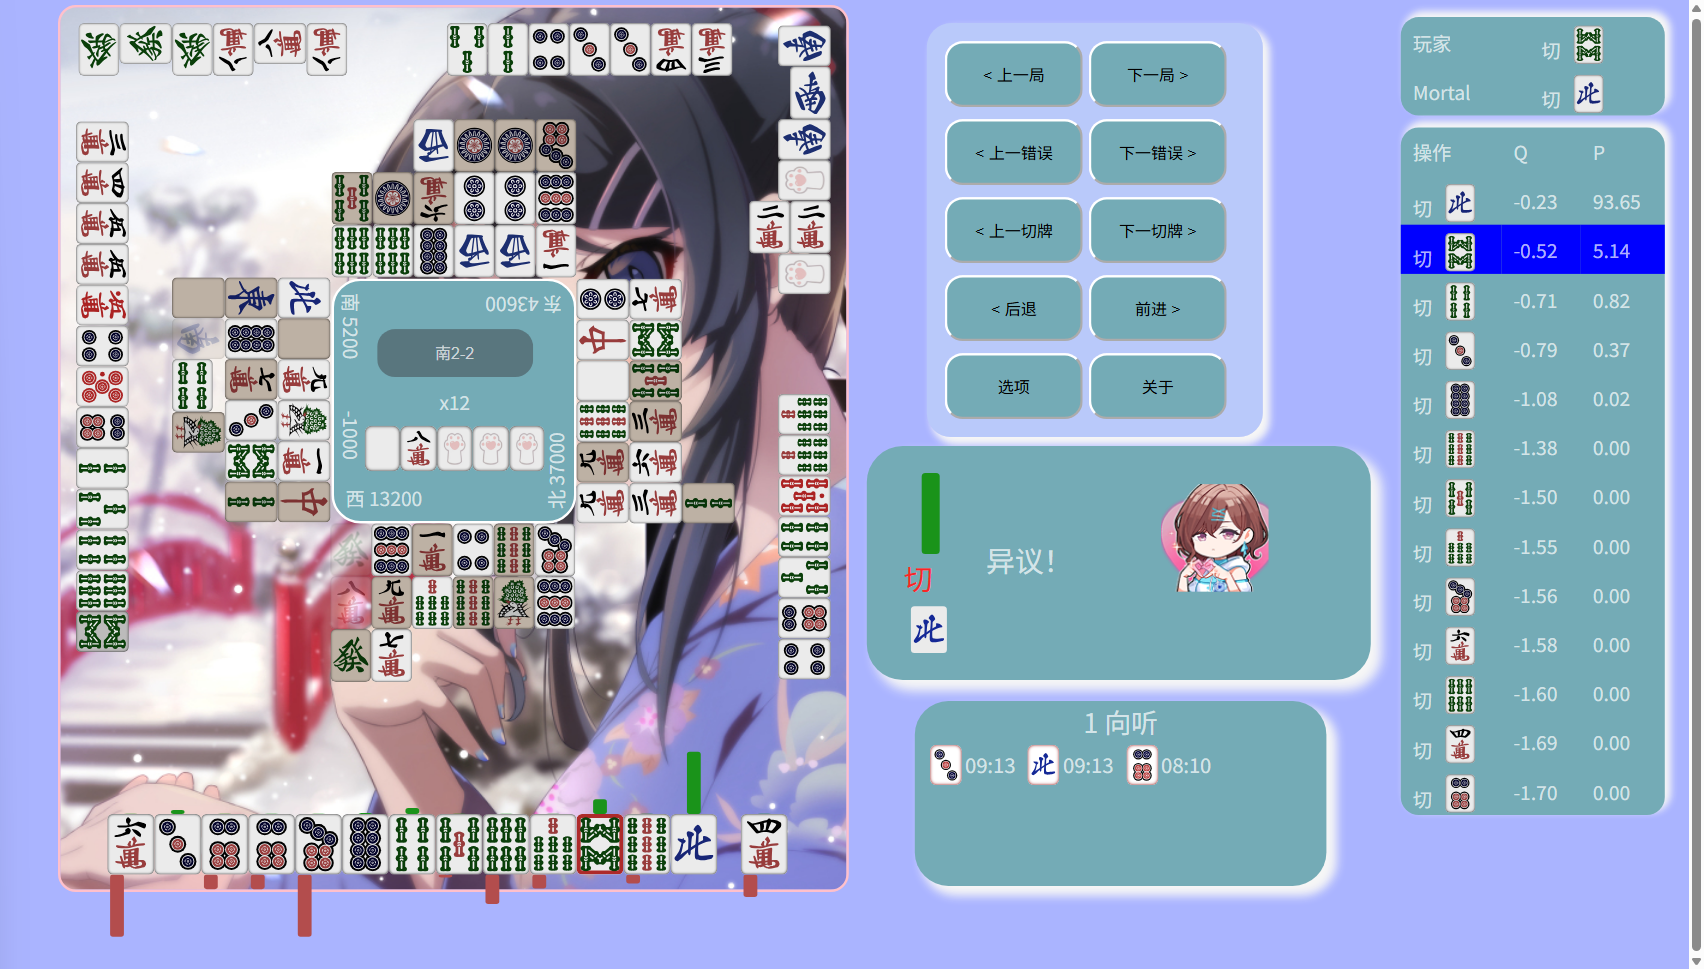 < 上一局
下一局 >
< 上一错误
下一错误 >
< 上一切牌
下一切牌 >
< 后退
前进 >
选项
关于
玩家 切
Mortal 切
操作 Q P
切 -0.23 93.65
切 -0.52 5.14
切 -0.71 0.82
切 -0.79 0.37
切 -1.08 0.02
切 -1.38 0.00
切 -1.50 0.00
切 -1.55 0.00
切 -1.56 0.00
切 -1.58 0.00
切 -1.60 0.00
切 -1.69 0.00
切 -1.70 0.00
东 43600
南 5200
南2-2
x12
-1000
西 13200
北 37000
切
北
异议！
1 向听
09:13 北 09:13 08:10